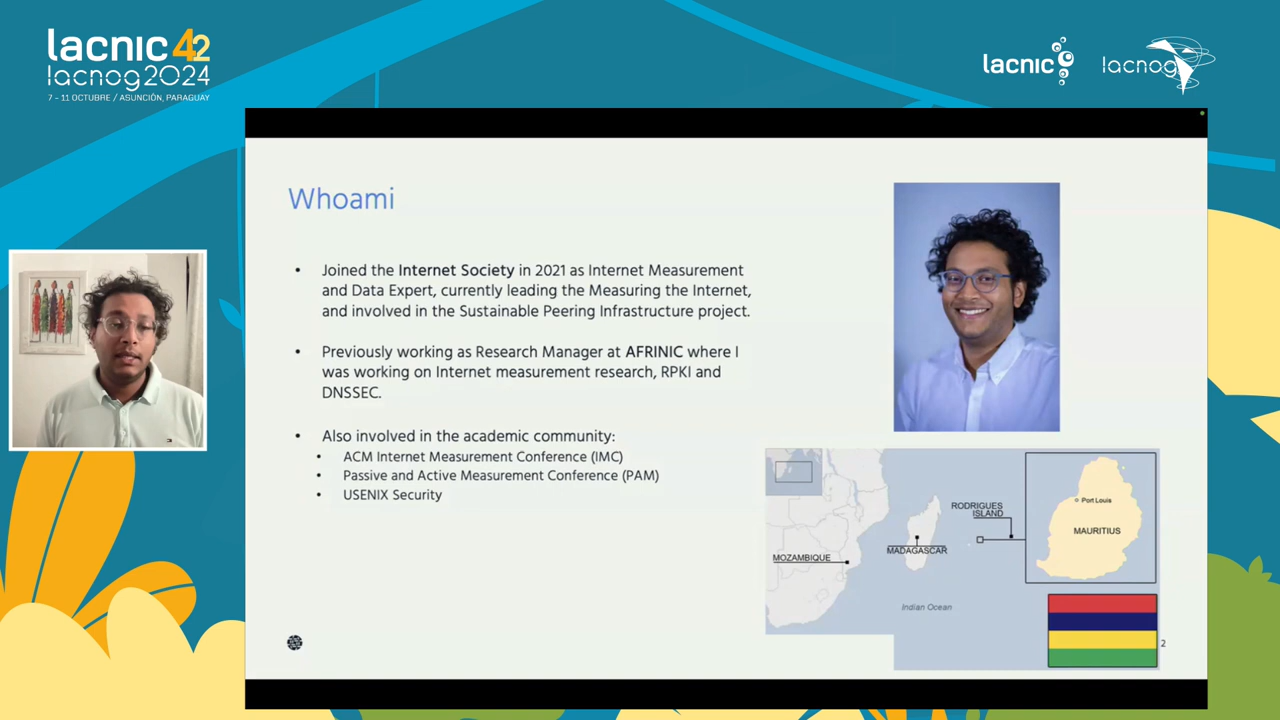 lacnic 42
lacnog 2024
7 - 11 OCTUBRE / ASUNCIÓN, PARAGUAY
lacnic
lacnog
Whoami
• Joined the Internet Society in 2021 as Internet Measurement
and Data Expert, currently leading the Measuring the Internet,
and involved in the Sustainable Peering Infrastructure project.
• Previously working as Research Manager at AFRINIC where I
was working on Internet measurement research, RPKI and
DNSSEC.
• Also involved in the academic community:
• ACM Internet Measurement Conference (IMC)
• Passive and Active Measurement Conference (PAM)
• USENIX Security
MOZAMBIQUE
MADAGASCAR
RODRIGUES
ISLAND
Port Louis
MAURITIUS
Indian Ocean
2